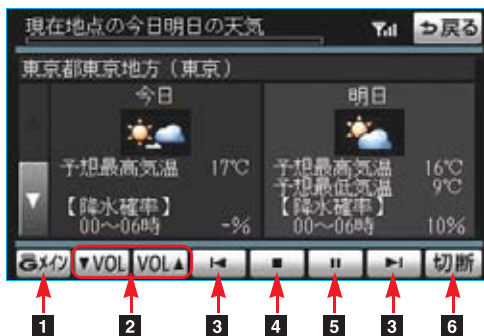 現在地点の今日明日の天気
戻る
東京都東京地方(東京)
今日
明日
予想最高気温 17℃
予想最高気温 16℃
予想最低気温 9℃
【降水確率】
00〜06時 -%
【降水確率】
00〜06時 10%
Gメイン ▼VOL VOL▲ 切断
1 2 3 4 5 3 6